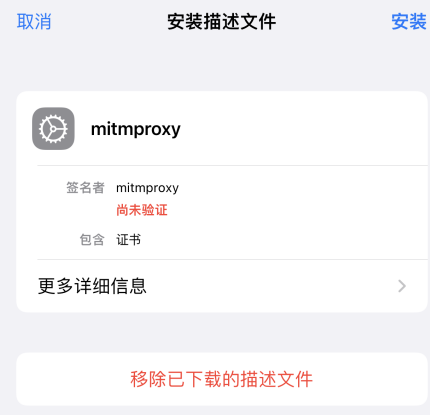 取消 安装描述文件 安装
mitmproxy
签名者 mitmproxy
尚未验证
包含 证书
更多详细信息
移除已下载的描述文件